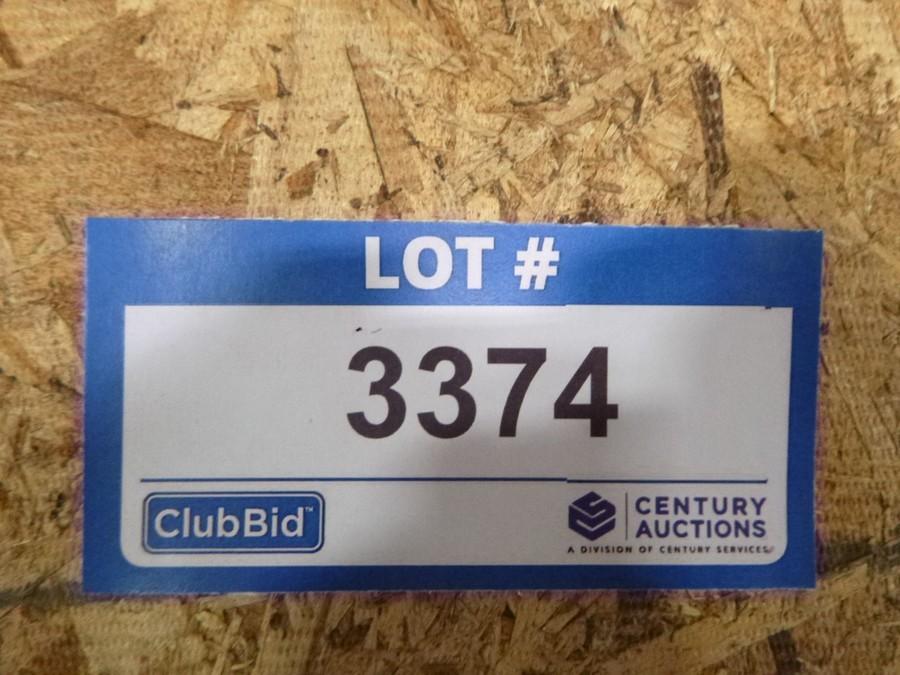 LOT #
3374
ClubBid™
CENTURY
AUCTIONS
A DIVISION OF CENTURY SERVICES